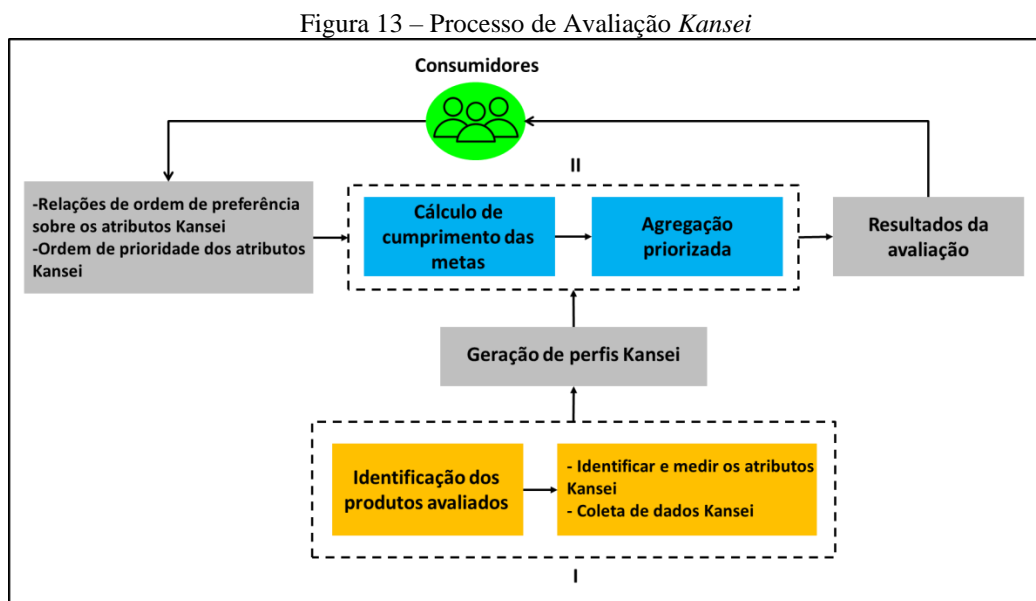 Figura 13 – Processo de Avaliação Kansei
Consumidores
II
-Relações de ordem de preferência
sobre os atributos Kansei
-Ordem de prioridade dos atributos
Kansei
Cálculo de
cumprimento das
metas
Agregação
priorizada
Resultados da
avaliação
Geração de perfis Kansei
Identificação dos
produtos avaliados
- Identificar e medir os atributos
Kansei
- Coleta de dados Kansei
I